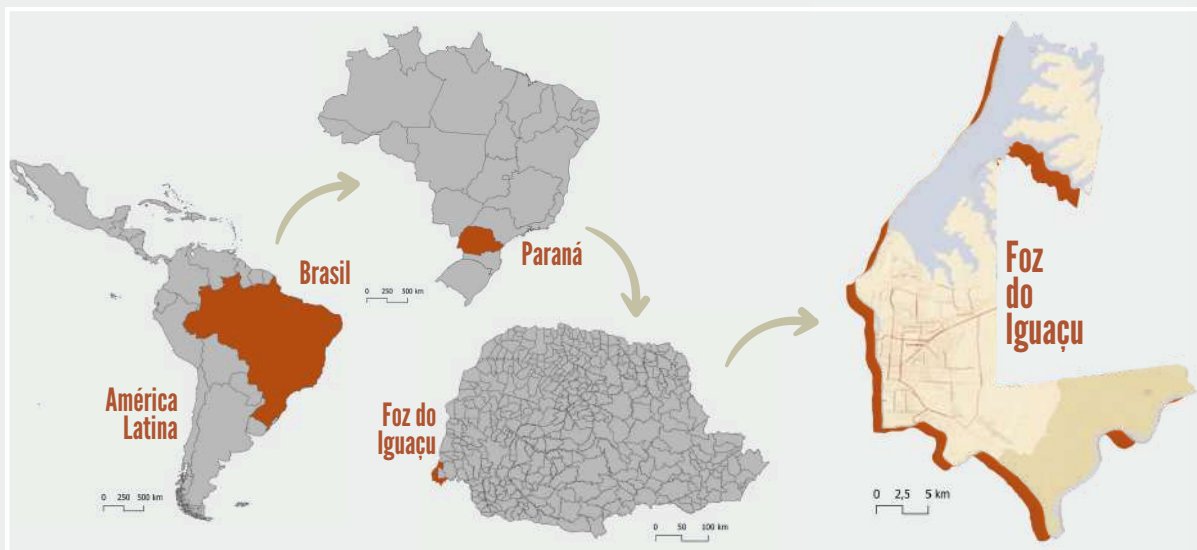 América
Latina
0 250 500 km
Brasil
0 250 500 km
Paraná
Foz do
Iguaçu
0 50 100 km
Foz
do
Iguaçu
0 2,5 5 km